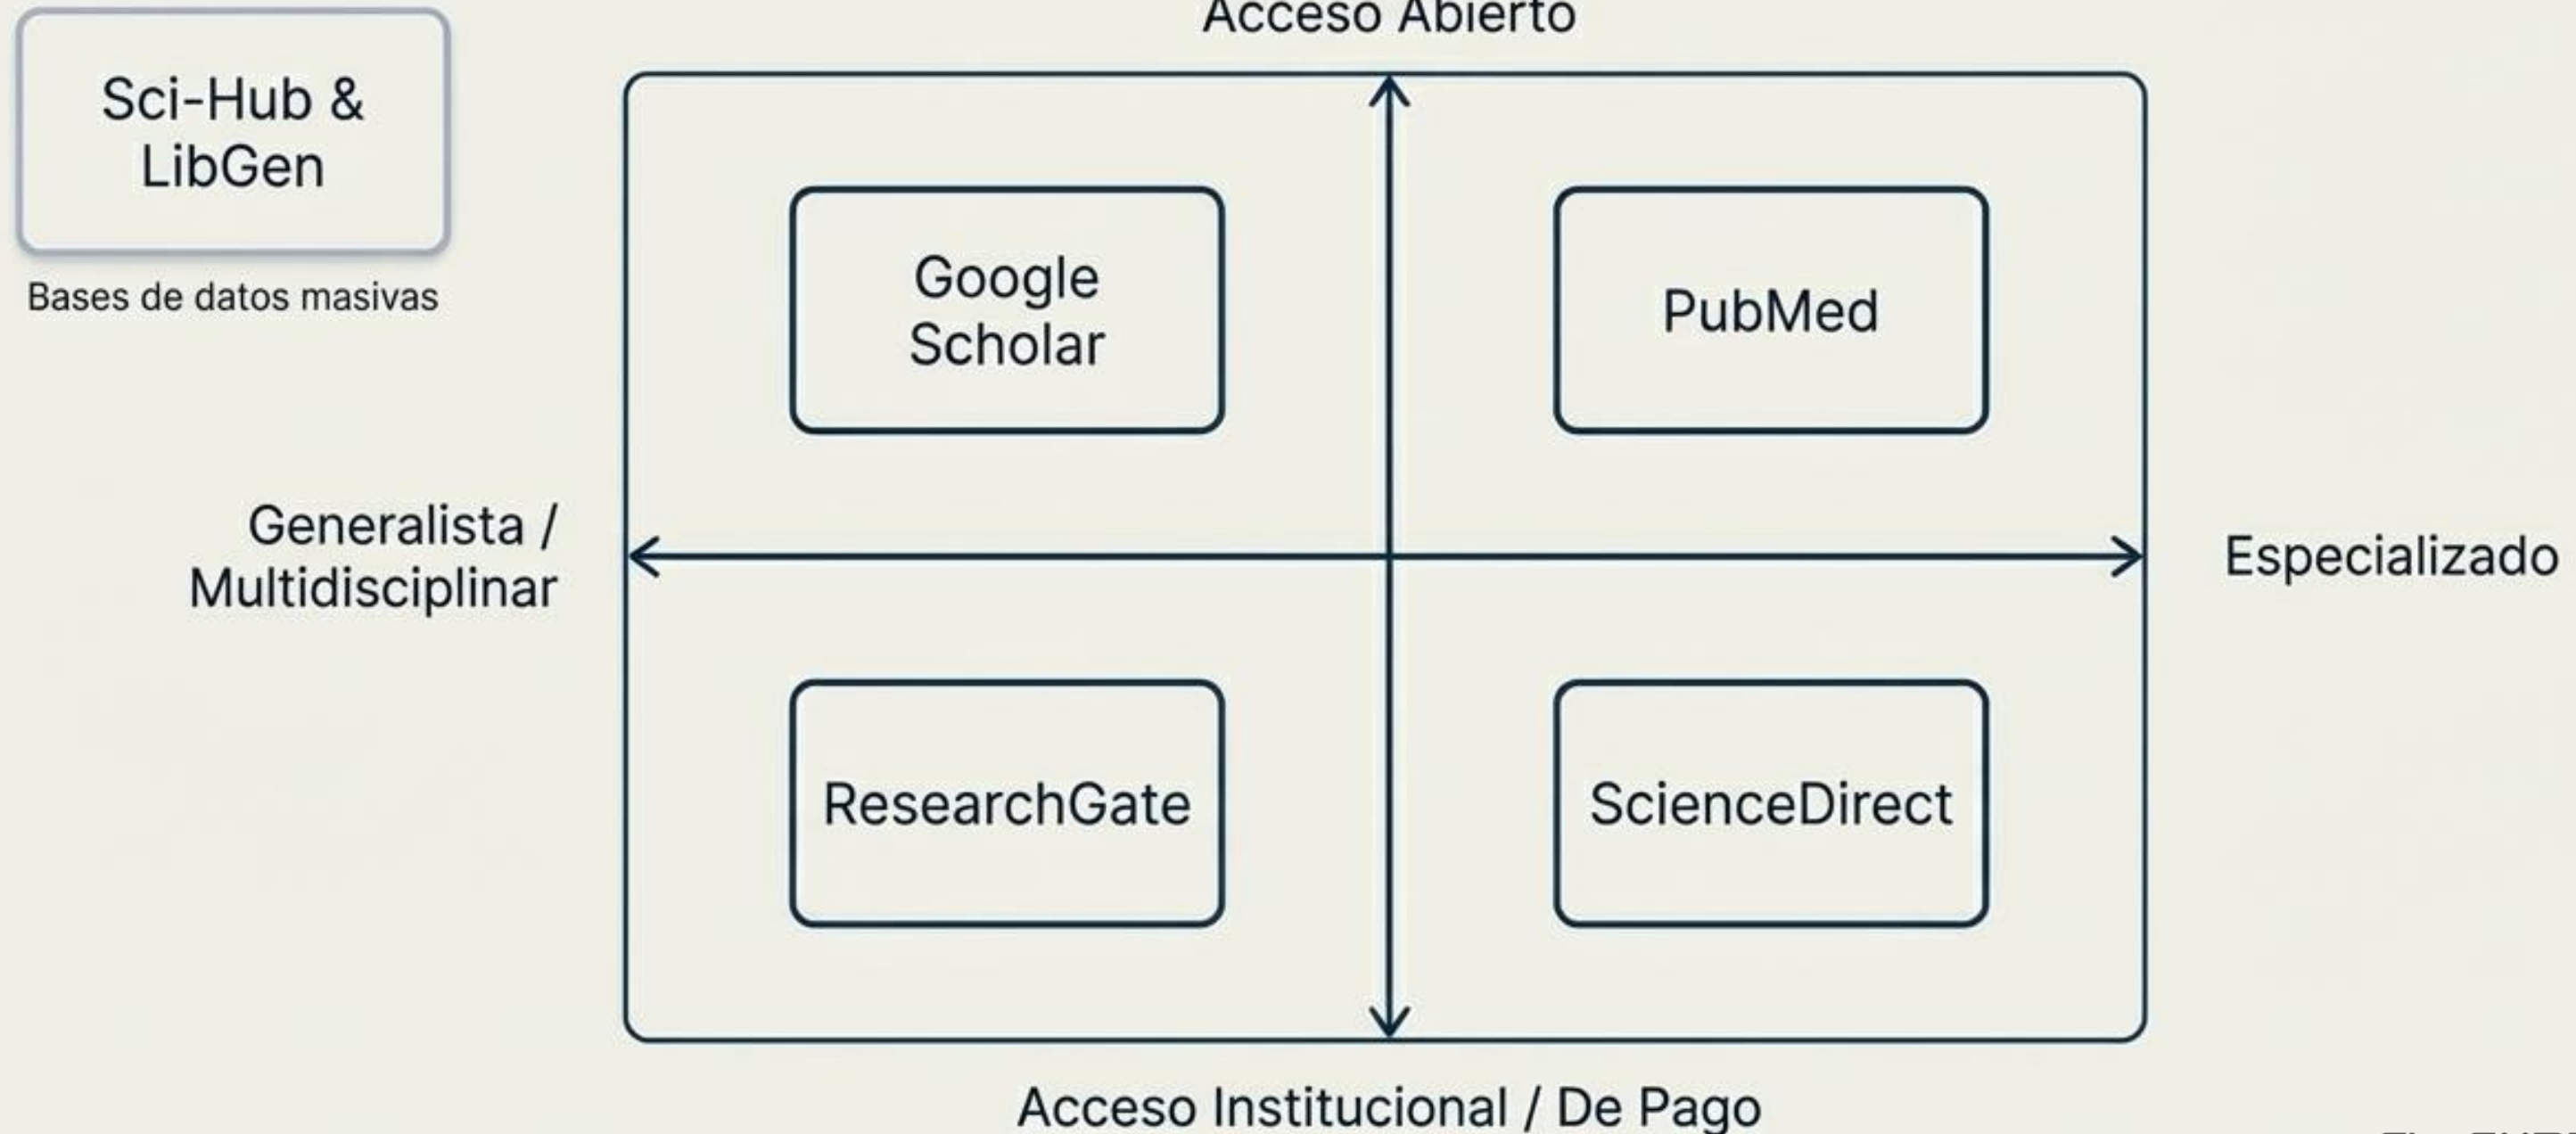 Acceso Abierto
Sci-Hub &
LibGen
Bases de datos masivas
Google
Scholar
PubMed
Generalista /
Multidisciplinar
Especializado
ResearchGate
ScienceDirect
Acceso Institucional / De Pago